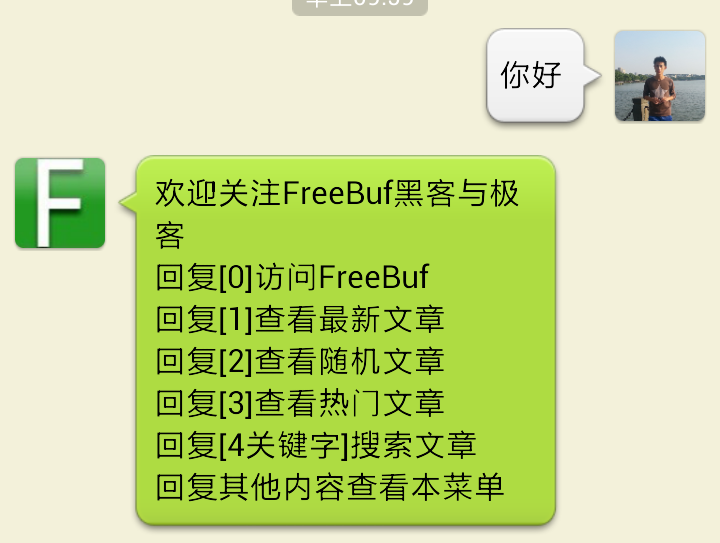 你好
F
欢迎关注FreeBuf黑客与极
客
回复[0]访问FreeBuf
回复[1]查看最新文章
回复[2]查看随机文章
回复[3]查看热门文章
回复[4关键字]搜索文章
回复其他内容查看本菜单